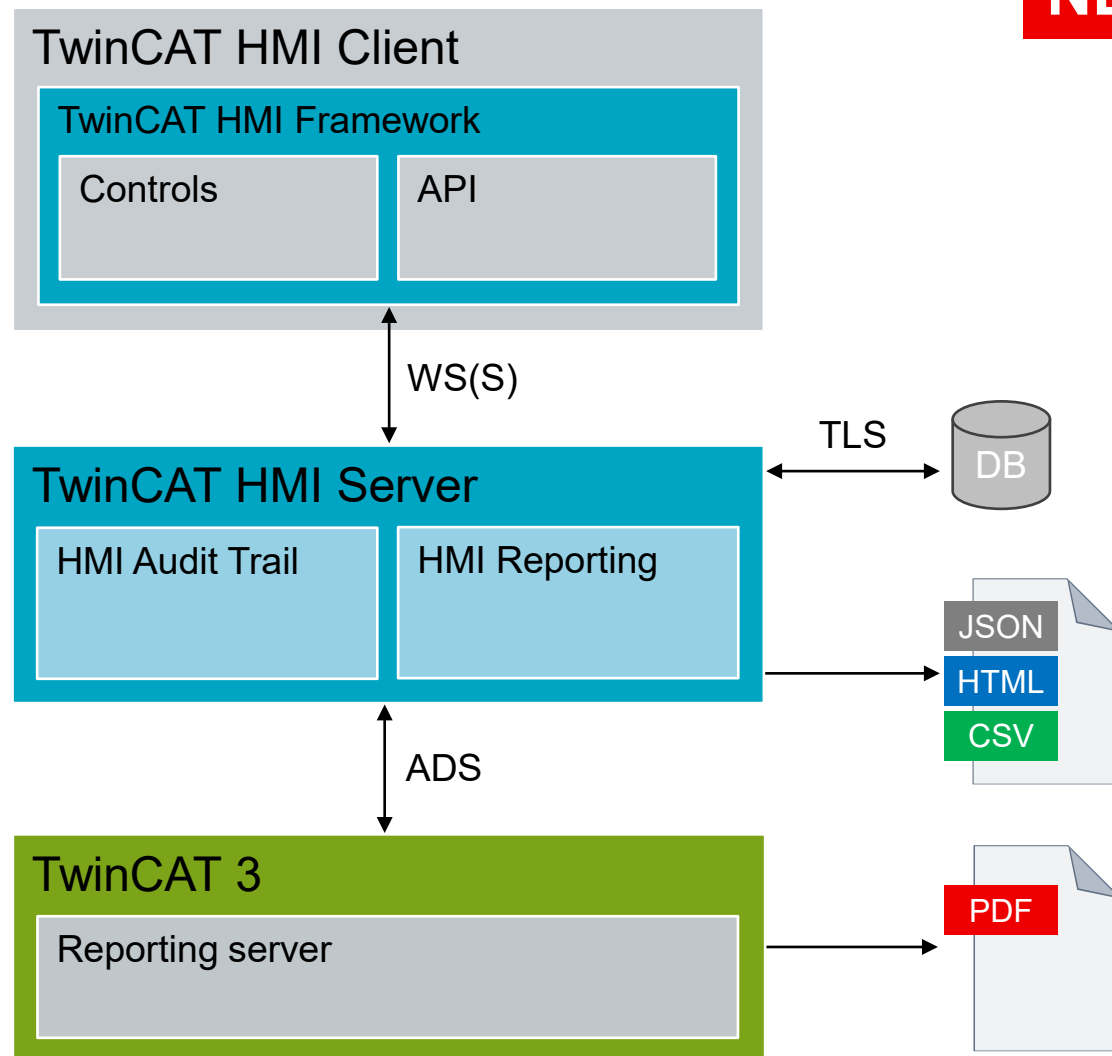 TwinCAT HMI Client
TwinCAT HMI Framework
Controls
API
WS(S)
TwinCAT HMI Server
HMI Audit Trail
HMI Reporting
TLS
DB
JSON
HTML
CSV
ADS
TwinCAT 3
Reporting server
PDF